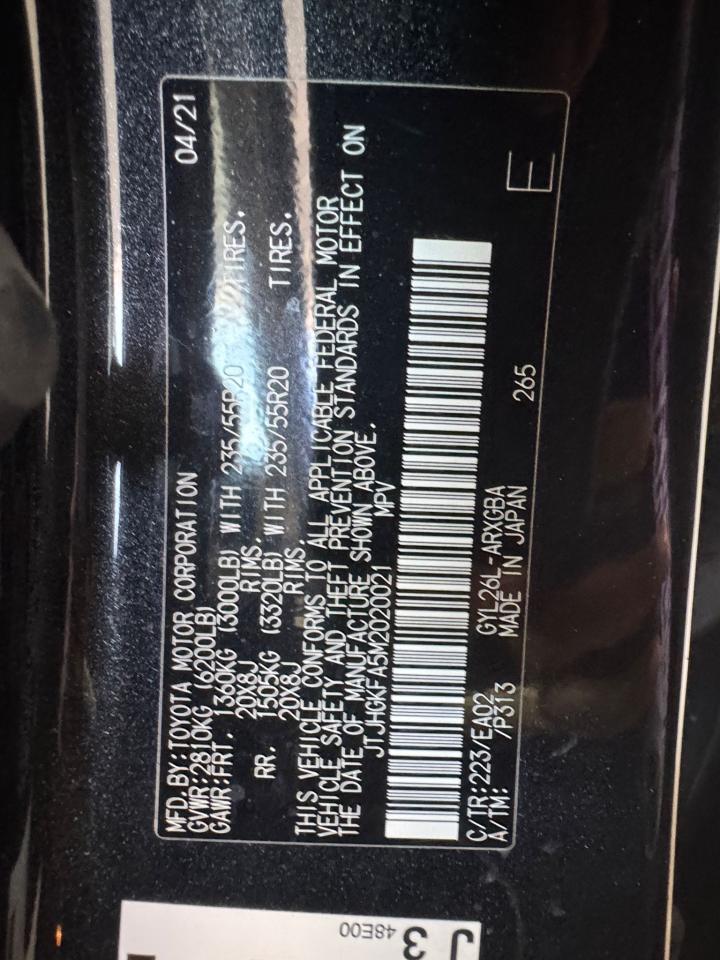 MFD.BY:TOYOTA MOTOR CORPORATION 04/21
GVWR:2810KG (6200LB)
GAWR:FRT. 1360KG (3000LB) WITH 235/55R20 TIRES.
20X8J RIMS.
RR. 1505KG (3320LB) WITH 235/55R20 TIRES.
20X8J RIMS.
THIS VEHICLE CONFORMS TO ALL APPLICABLE FEDERAL MOTOR
VEHICLE SAFETY AND THEFT PREVENTION STANDARDS IN EFFECT ON
THE DATE OF MANUFACTURE SHOWN ABOVE.
JTJHGKFA5M2020021 MPV
C/TR:223/EA02 GYL26L-ARXGBA
A/TM: /P313 MADE IN JAPAN 265
E
J3
48E00